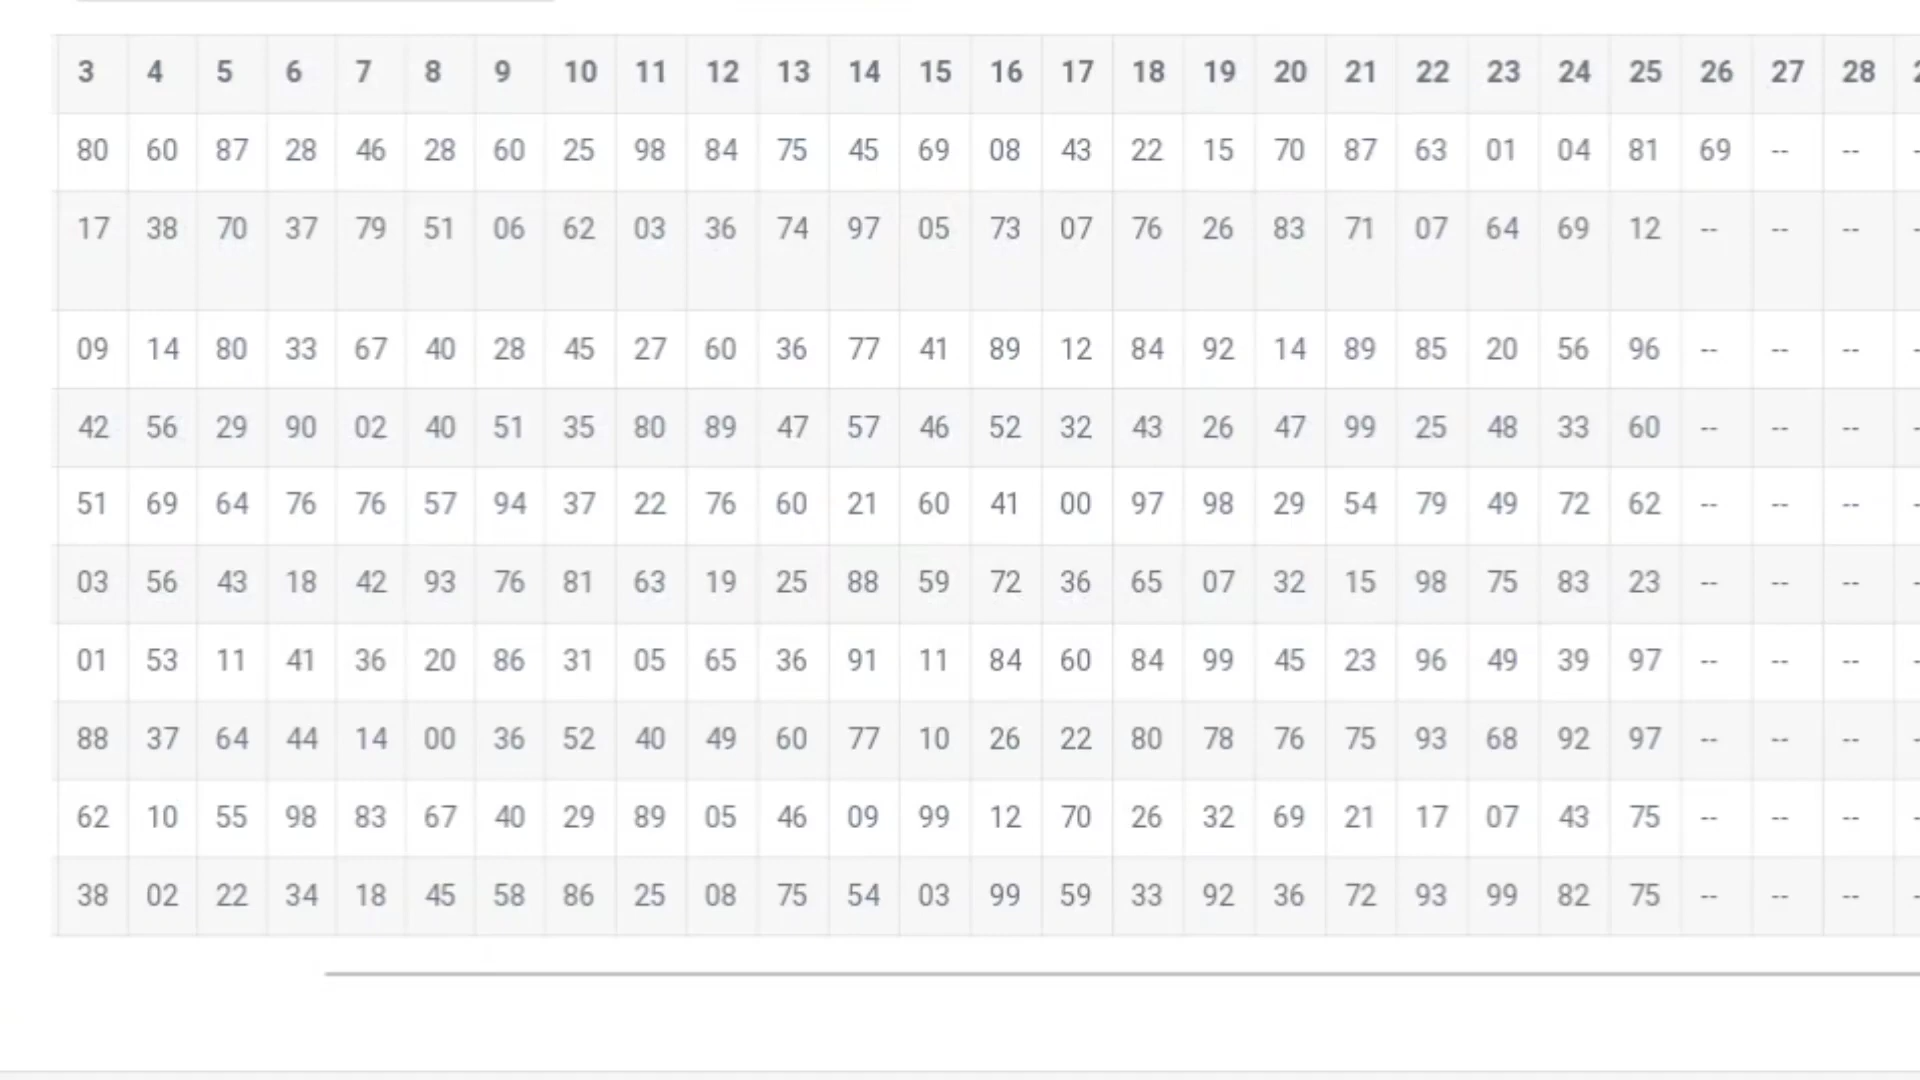 3 4 5 6 7 8 9 10 11 12 13 14 15 16 17 18 19 20 21 22 23 24 25 26 27 28
80 60 87 28 46 28 60 25 98 84 75 45 69 08 43 22 15 70 87 63 01 04 81 69 -- --
17 38 70 37 79 51 06 62 03 36 74 97 05 73 07 76 26 83 71 07 64 69 12 -- -- --
09 14 80 33 67 40 28 45 27 60 36 77 41 89 12 84 92 14 89 85 20 56 96 -- -- --
42 56 29 90 02 40 51 35 80 89 47 57 46 52 32 43 26 47 99 25 48 33 60 -- -- --
51 69 64 76 76 57 94 37 22 76 60 21 60 41 00 97 98 29 54 79 49 72 62 -- -- --
03 56 43 18 42 93 76 81 63 19 25 88 59 72 36 65 07 32 15 98 75 83 23 -- -- --
01 53 11 41 36 20 86 31 05 65 36 91 11 84 60 84 99 45 23 96 49 39 97 -- -- --
88 37 64 44 14 00 36 52 40 49 60 77 10 26 22 80 78 76 75 93 68 92 97 -- -- --
62 10 55 98 83 67 40 29 89 05 46 09 99 12 70 26 32 69 21 17 07 43 75 -- -- --
38 02 22 34 18 45 58 86 25 08 75 54 03 99 59 33 92 36 72 93 99 82 75 -- -- --